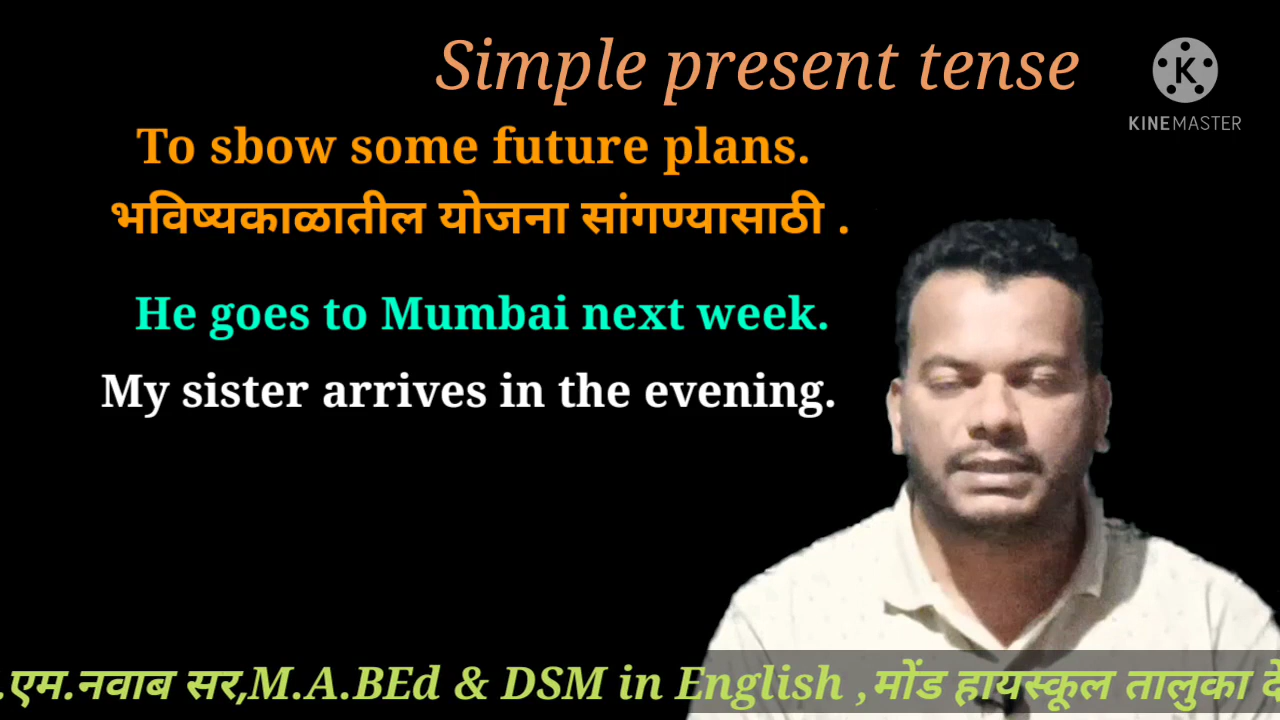 Simple present tense
KINEMASTER
To sbow some future plans.
भविष्यकाळातील योजना सांगण्यासाठी .
He goes to Mumbai next week.
My sister arrives in the evening.
.एम.नवाब सर,M.A.BEd & DSM in English ,मोंड हायस्कूल तालुका